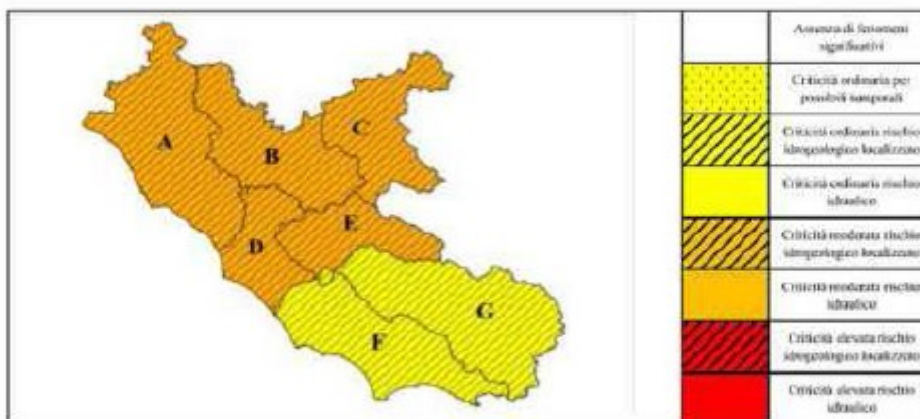 A
B
C
D
E
F
G
Assenza di fenomeni
significativi
Criticità ordinaria per
possibili temporali
Criticità ordinaria rischio
idrogeologico localizzato
Criticità ordinaria rischio
idraulico
Criticità moderata rischio
idrogeologico localizzato
Criticità moderata rischio
idraulico
Criticità elevata rischio
idrogeologico localizzato
Criticità elevata rischio
idraulico